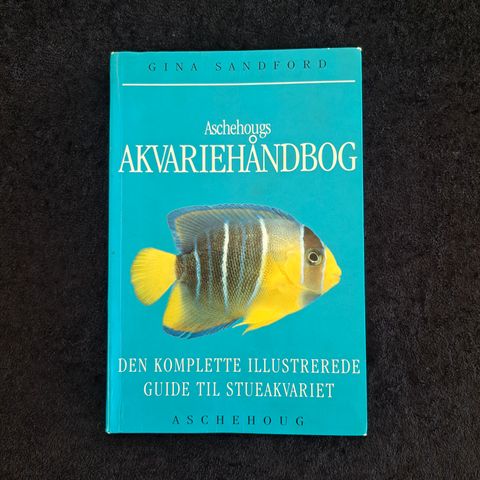 GINA SANDFORD
Aschehougs
AKVARIEHÅNDBOG
DEN KOMPLETTE ILLUSTREREDE
GUIDE TIL STUEAKVARIET
ASCHEHOUG